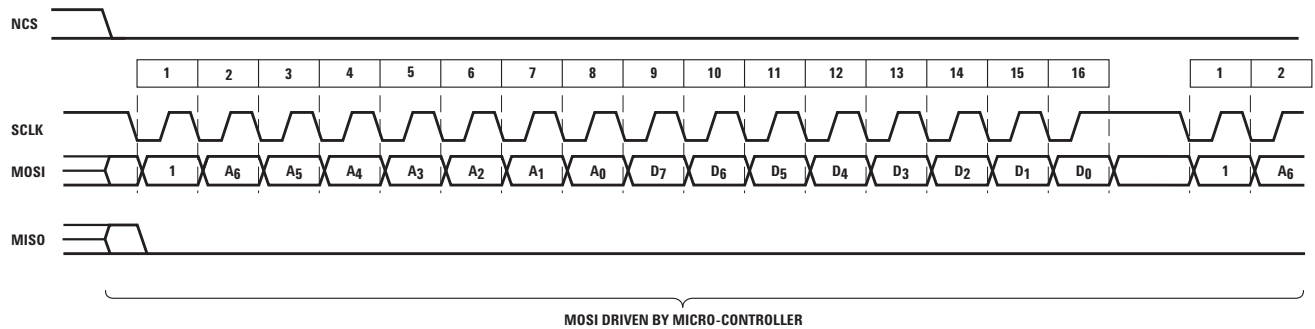 NCS
1 2 3 4 5 6 7 8 9 10 11 12 13 14 15 16 1 2
SCLK
MOSI 1 A6 A5 A4 A3 A2 A1 A0 D7 D6 D5 D4 D3 D2 D1 D0 1 A6
MISO
MOSI DRIVEN BY MICRO-CONTROLLER